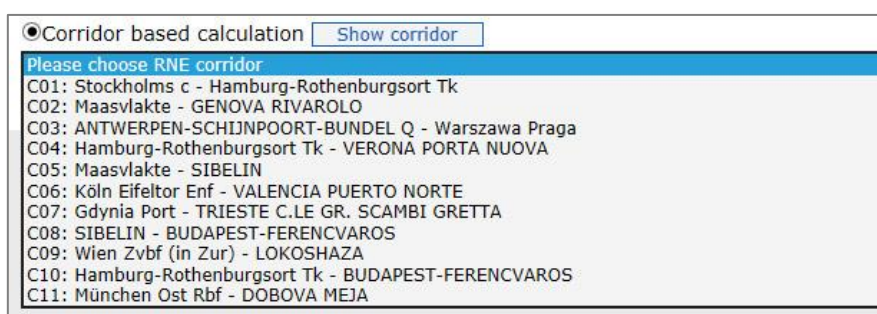 Corridor based calculation Show corridor
Please choose RNE corridor
C01: Stockholms c - Hamburg-Rothenburgsort Tk
C02: Maasvlakte - GENOVA RIVAROLO
C03: ANTWERPEN-SCHIJNPOORT-BUNDEL Q - Warszawa Praga
C04: Hamburg-Rothenburgsort Tk - VERONA PORTA NUOVA
C05: Maasvlakte - SIBELIN
C06: Köln Eifeltor Enf - VALENCIA PUERTO NORTE
C07: Gdynia Port - TRIESTE C.LE GR. SCAMBI GRETTA
C08: SIBELIN - BUDAPEST-FERENCVAROS
C09: Wien Zvbf (in Zur) - LOKOSHAZA
C10: Hamburg-Rothenburgsort Tk - BUDAPEST-FERENCVAROS
C11: München Ost Rbf - DOBOVA MEJA